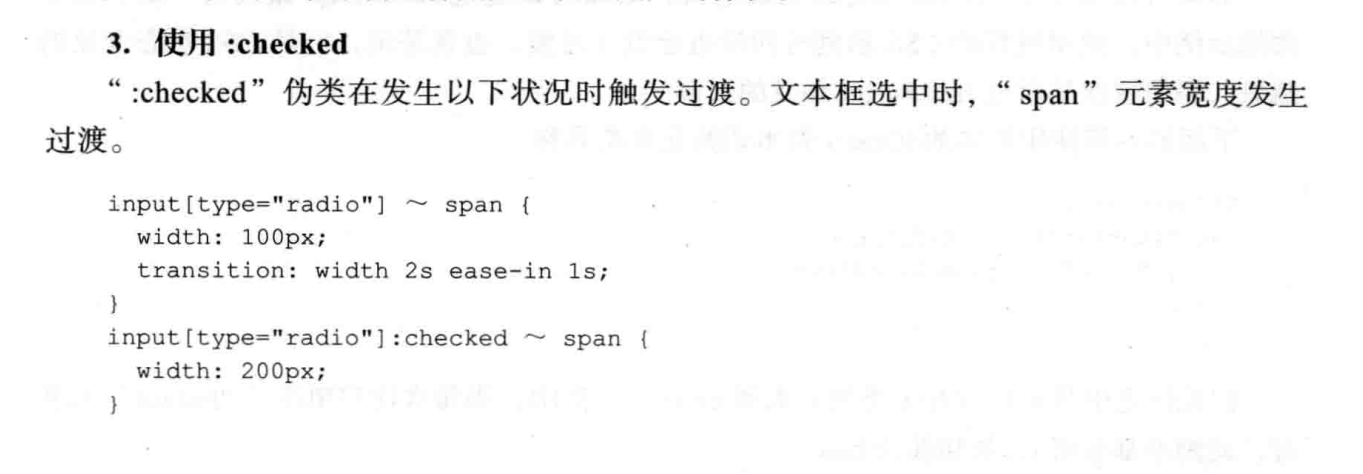 3. 使用 :checked
“ :checked” 伪类在发生以下状况时触发过渡。文本框选中时，“ span” 元素宽度发生
过渡。
input[type="radio"] ～ span {
width: 100px;
transition: width 2s ease-in 1s;
}
input[type="radio"]:checked ～ span {
width: 200px;
}